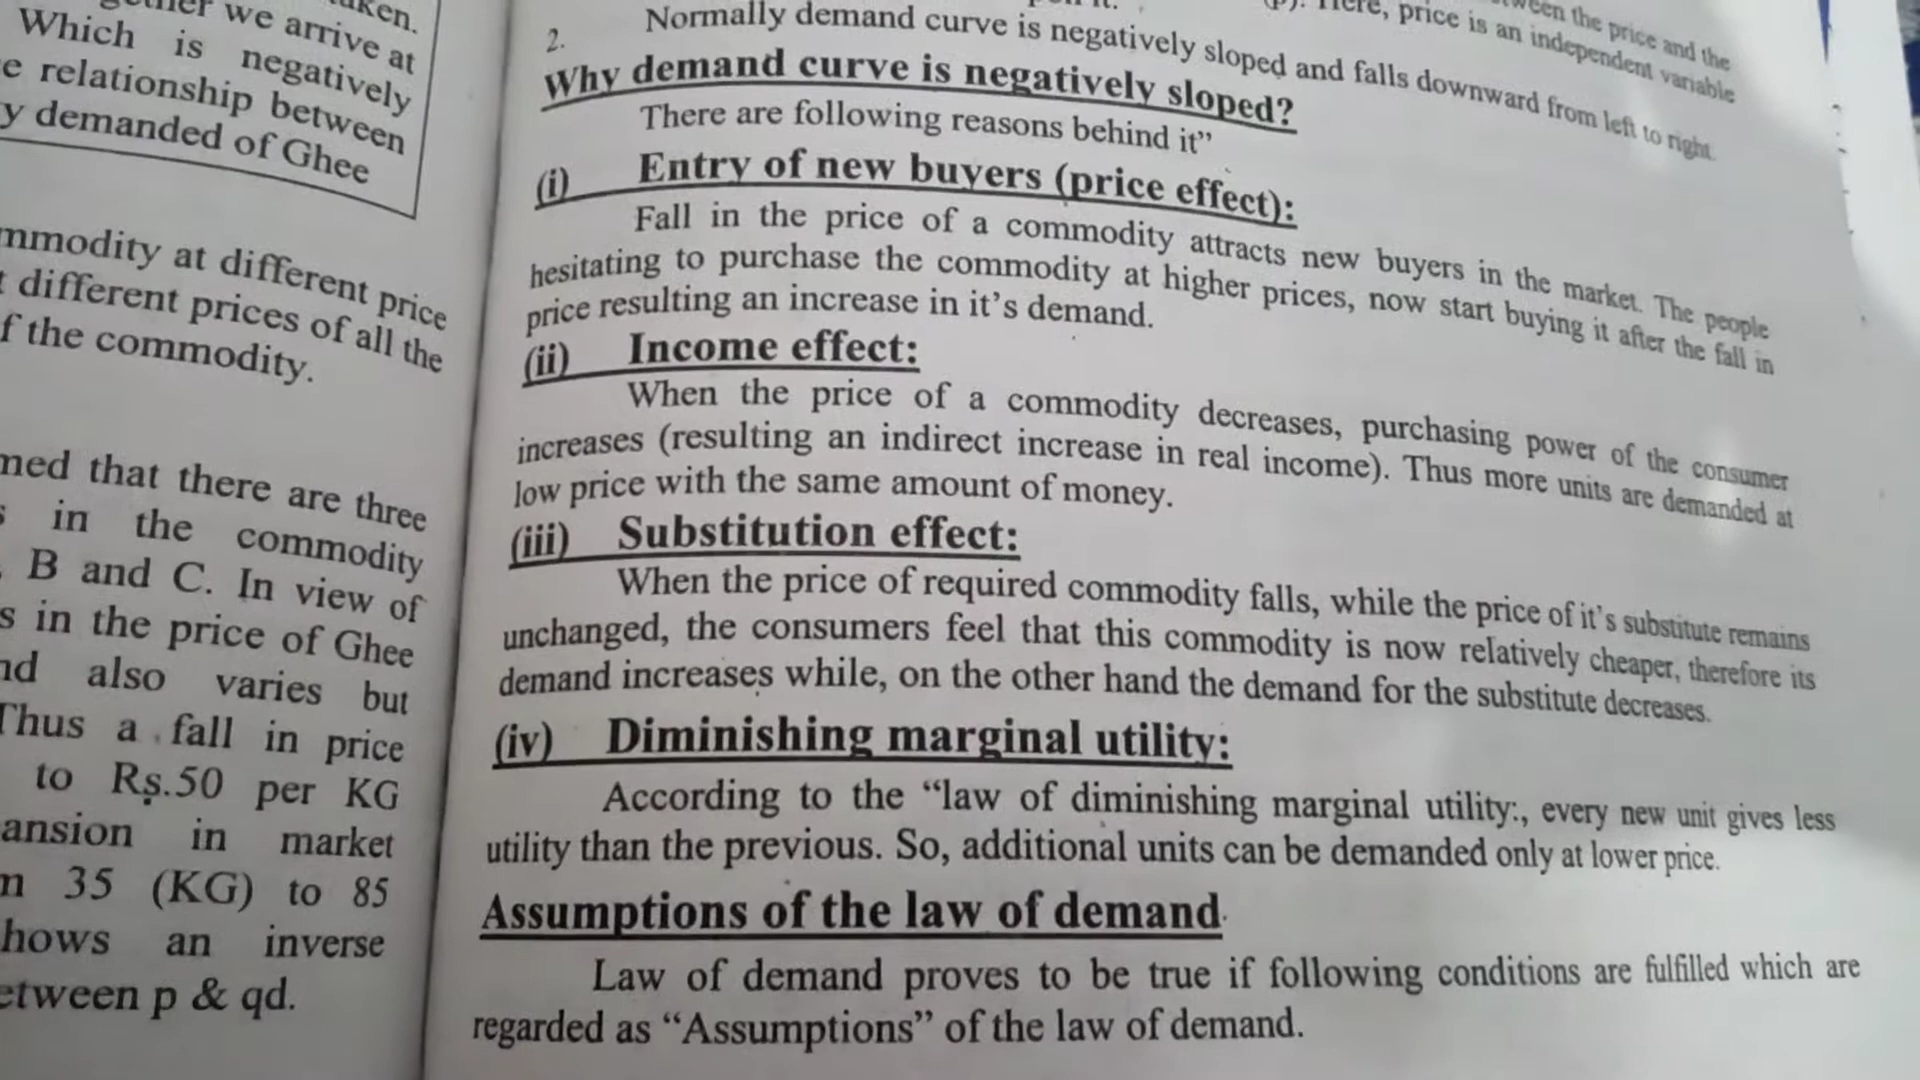 aken.
we arrive at
Which is negatively
e relationship between
y demanded of Ghee
mmodity at different price
t different prices of all the
f the commodity.
med that there are three
s in the commodity
B and C. In view of
s in the price of Ghee
nd also varies but
Thus a fall in price
to Rs.50 per KG
ansion in market
n 35 (KG) to 85
hows an inverse
etween p & qd.
ween the price and the
(p). Here, price is an independent variable
2. Normally demand curve is negatively sloped and falls downward from left to right.
Why demand curve is negatively sloped?
There are following reasons behind it”
(i) Entry of new buyers (price effect):
Fall in the price of a commodity attracts new buyers in the market. The people
hesitating to purchase the commodity at higher prices, now start buying it after the fall in
price resulting an increase in it’s demand.
(ii) Income effect:
When the price of a commodity decreases, purchasing power of the consumer
increases (resulting an indirect increase in real income). Thus more units are demanded at
low price with the same amount of money.
(iii) Substitution effect:
When the price of required commodity falls, while the price of it’s substitute remains
unchanged, the consumers feel that this commodity is now relatively cheaper, therefore its
demand increases while, on the other hand the demand for the substitute decreases.
(iv) Diminishing marginal utility:
According to the “law of diminishing marginal utility:, every new unit gives less
utility than the previous. So, additional units can be demanded only at lower price.
Assumptions of the law of demand
Law of demand proves to be true if following conditions are fulfilled which are
regarded as “Assumptions” of the law of demand.